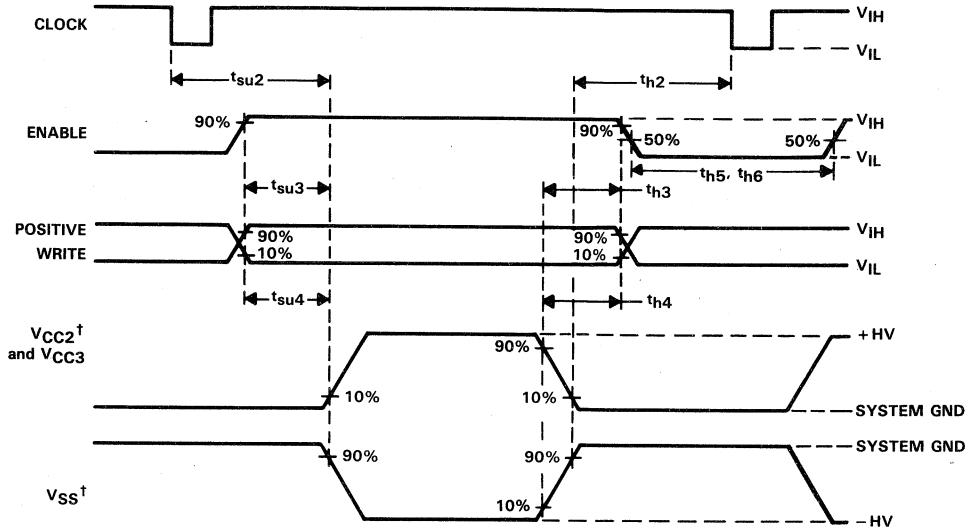 CLOCK
VIH
VIL
tsu2
th2
ENABLE
90%
90%
50%
50%
VIH
VIL
tsu3
th5, th6
th3
POSITIVE
WRITE
90%
10%
90%
10%
VIH
VIL
tsu4
th4
VCC2†
and VCC3
90%
10%
10%
+HV
SYSTEM GND
SYSTEM GND
90%
90%
VSS†
10%
−HV